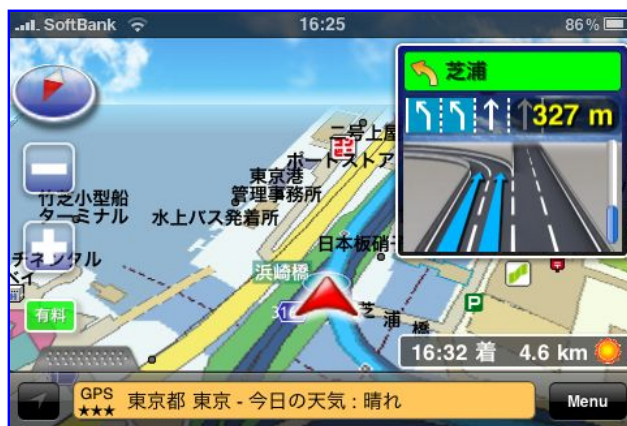 SoftBank 16:25 86%
芝浦
327 m
二号上屋
ポートストア
東京港
管理事務所
竹芝小型船
ターミナル
水上バス発着所
日本板硝子
チネンタル
浜崎橋
有料
芝浦橋
P
16:32 着 4.6 km
GPS
東京都 東京 - 今日の天気 : 晴れ
Menu